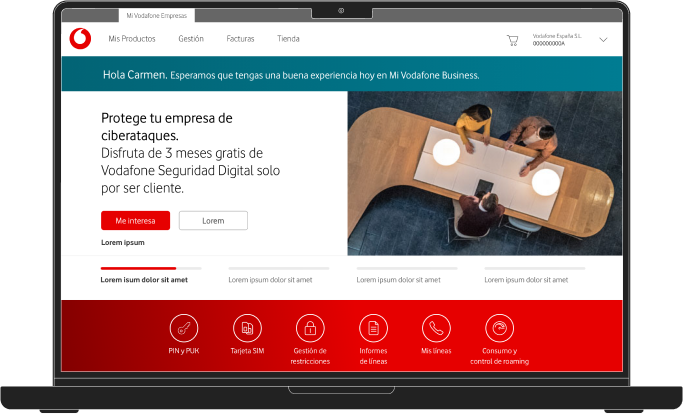 Mi Vodafone Empresas
Mis Productos
Gestión
Facturas
Tienda
Vodafone España S.L.
000000000A
Hola Carmen. Esperamos que tengas una buena experiencia hoy en Mi Vodafone Business.
Protege tu empresa de
ciberataques.
Disfruta de 3 meses gratis de
Vodafone Seguridad Digital solo
por ser cliente.
Me interesa
Lorem
Lorem ipsum
Lorem isum dolor sit amet
Lorem ipsum dolor sit amet
Lorem ipsum dolor sit amet
Lorem ipsum dolor sit amet
PIN y PUK
Tarjeta SIM
Gestión de
restricciones
Informes
de líneas
Mis líneas
Consumo y
control de roaming